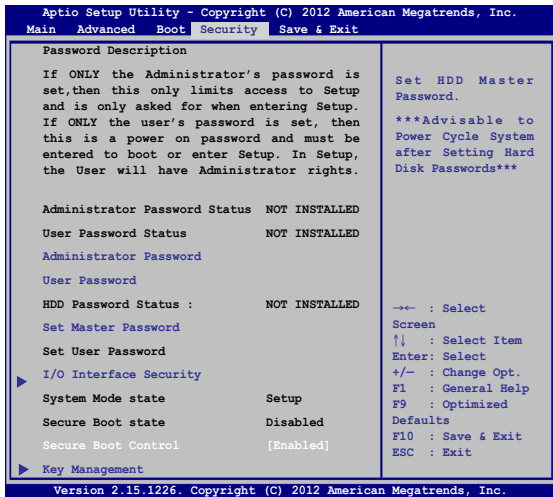 Aptio Setup Utility - Copyright (C) 2012 American Megatrends, Inc.
Main Advanced Boot Security Save & Exit
Password Description
If ONLY the Administrator's password is
set,then this only limits access to Setup
and is only asked for when entering Setup.
If ONLY the user's password is set, then
this is a power on password and must be
entered to boot or enter Setup. In Setup,
the User will have Administrator rights.
Administrator Password Status NOT INSTALLED
User Password Status NOT INSTALLED
Administrator Password
User Password
HDD Password Status : NOT INSTALLED
Set Master Password
Set User Password
I/O Interface Security
System Mode state Setup
Secure Boot state Disabled
Secure Boot Control [Enabled]
Key Management
Set HDD Master
Password.
***Advisable to
Power Cycle System
after Setting Hard
Disk Passwords***
→← : Select
Screen
↑↓ : Select Item
Enter: Select
+/— : Change Opt.
F1 : General Help
F9 : Optimized
Defaults
F10 : Save & Exit
ESC : Exit
Version 2.15.1226. Copyright (C) 2012 American Megatrends, Inc.